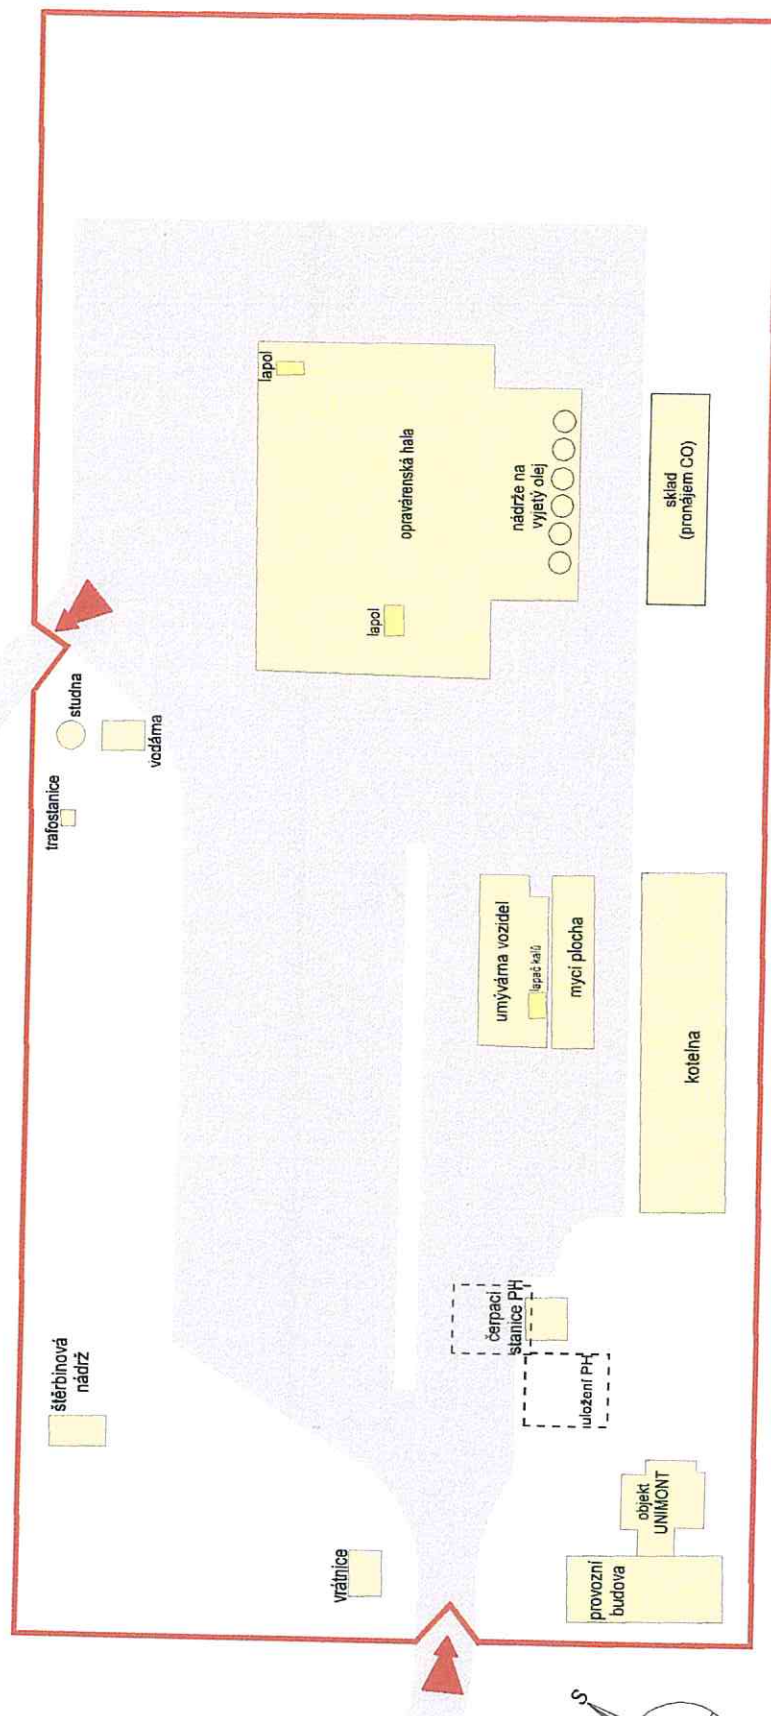 lapol
opravárenská hala
nádrže na
vyjetý olej
lapol
sklad
(pronájem CO)
studna
vodárna
trafostanice
umývárna vozidel
lapač kalů
mycí plocha
kotelna
štěrbinová
nádrž
čerpací
stanice PH
uložení PH
vrátnice
objekt
UNIMONT
provozní
budova
S